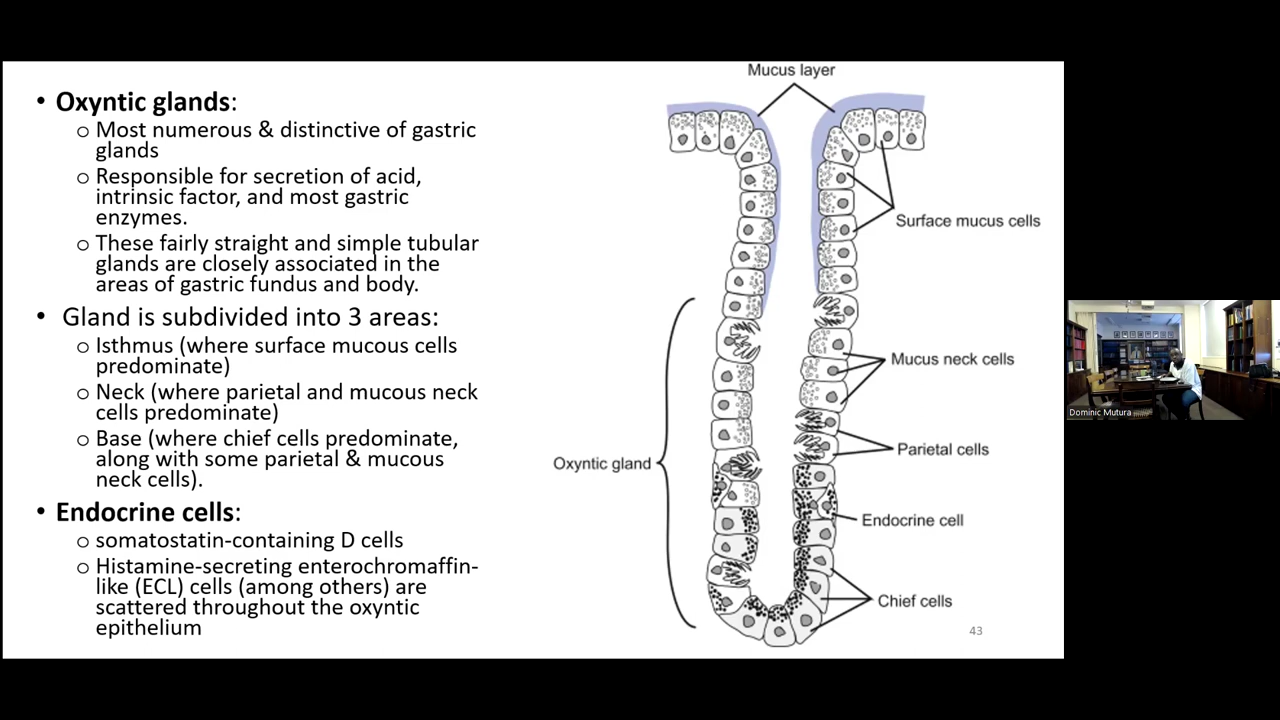 • Oxyntic glands:
o Most numerous & distinctive of gastric
glands
o Responsible for secretion of acid,
intrinsic factor, and most gastric
enzymes.
o These fairly straight and simple tubular
glands are closely associated in the
areas of gastric fundus and body.
• Gland is subdivided into 3 areas:
o Isthmus (where surface mucous cells
predominate)
o Neck (where parietal and mucous neck
cells predominate)
o Base (where chief cells predominate,
along with some parietal & mucous
neck cells).
• Endocrine cells:
o somatostatin-containing D cells
o Histamine-secreting enterochromaffin-
like (ECL) cells (among others) are
scattered throughout the oxyntic
epithelium
Mucus layer
Surface mucus cells
Mucus neck cells
Parietal cells
Oxyntic gland
Endocrine cell
Chief cells
43
Dominic Mutura